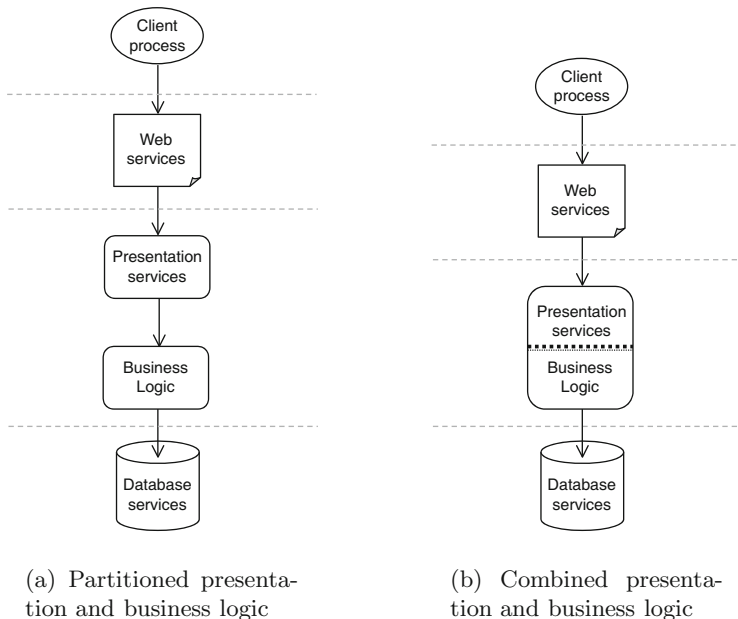 Client
process
Web
services
Presentation
services
Business
Logic
Database
services
(a) Partitioned presenta-
tion and business logic
Client
process
Web
services
Presentation
services
Business
Logic
Database
services
(b) Combined presenta-
tion and business logic